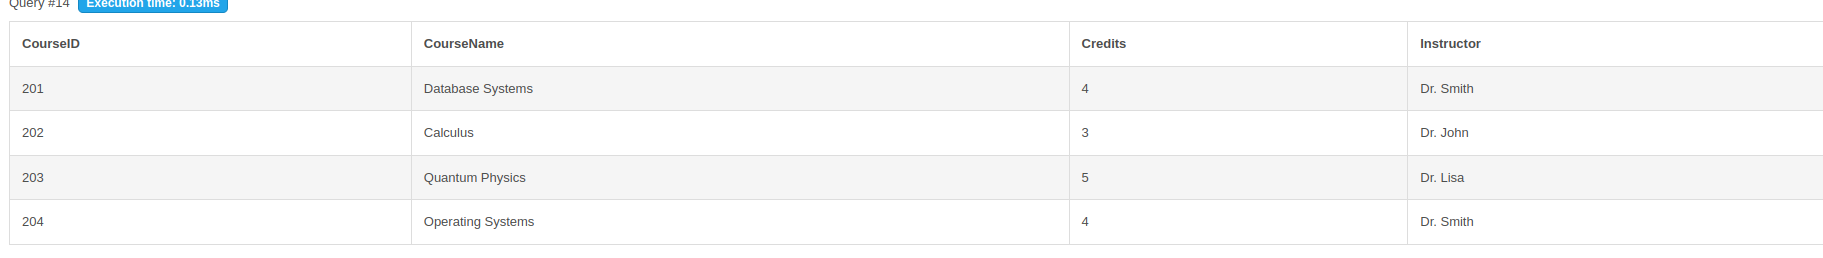 Query #14 Execution time: 0.13ms
CourseID CourseName Credits Instructor
201 Database Systems 4 Dr. Smith
202 Calculus 3 Dr. John
203 Quantum Physics 5 Dr. Lisa
204 Operating Systems 4 Dr. Smith